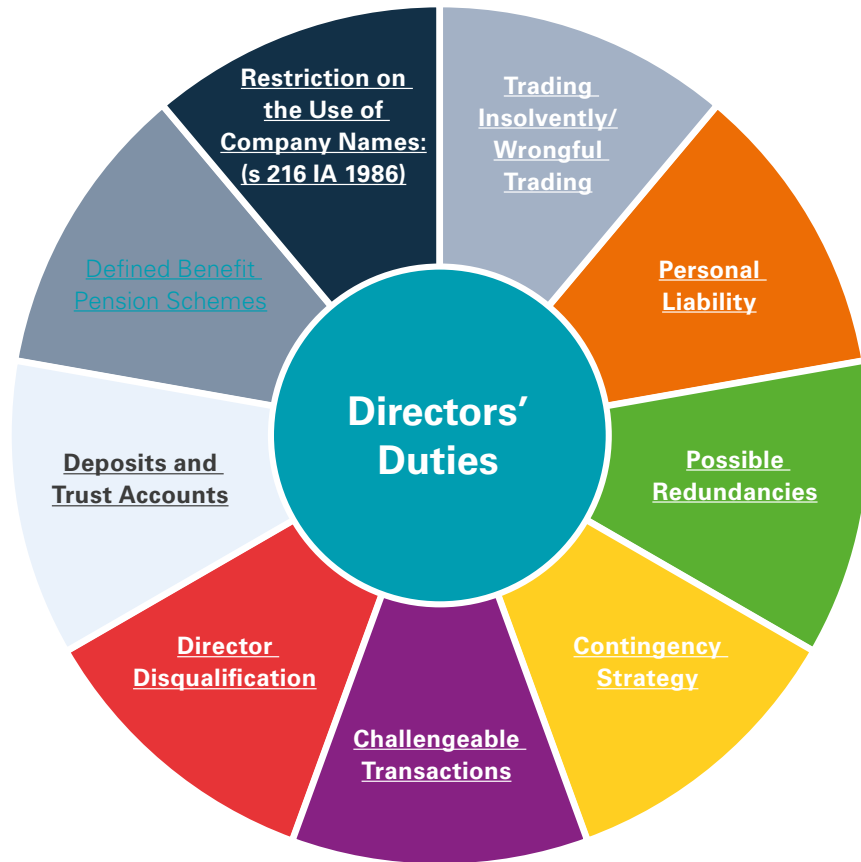 Restriction on
the Use of
Company Names:
(s 216 IA 1986)
Trading
Insolvently/
Wrongful
Trading
Personal
Liability
Possible
Redundancies
Contingency
Strategy
Challengeable
Transactions
Director
Disqualification
Deposits and
Trust Accounts
Defined Benefit
Pension Schemes
Directors’
Duties